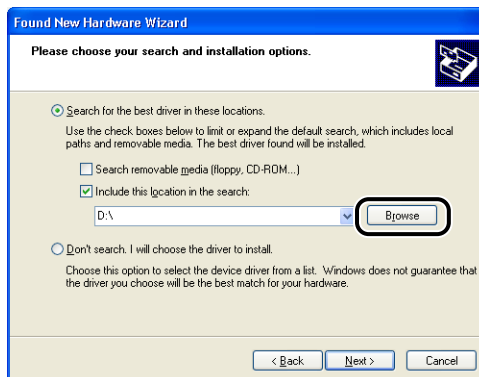 Found New Hardware Wizard
Please choose your search and installation options.
Search for the best driver in these locations.
Use the check boxes below to limit or expand the default search, which includes local
paths and removable media. The best driver found will be installed.
Search removable media (floppy, CD-ROM...)
Include this location in the search:
D:\
Browse
Don't search. I will choose the driver to install.
Choose this option to select the device driver from a list. Windows does not guarantee that
the driver you choose will be the best match for your hardware.
< Back
Next >
Cancel